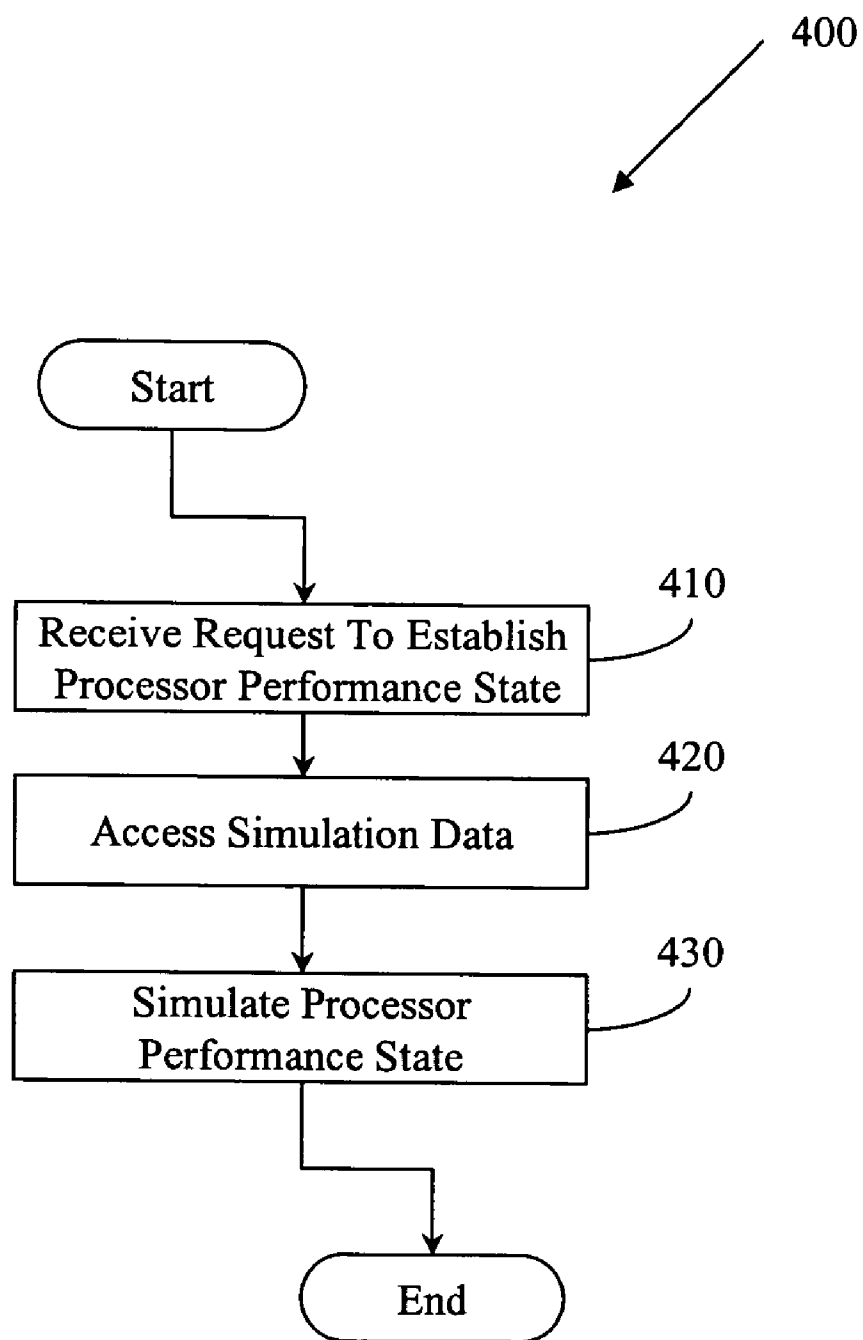 400
Start
410
Receive Request To Establish
Processor Performance State
420
Access Simulation Data
430
Simulate Processor
Performance State
End